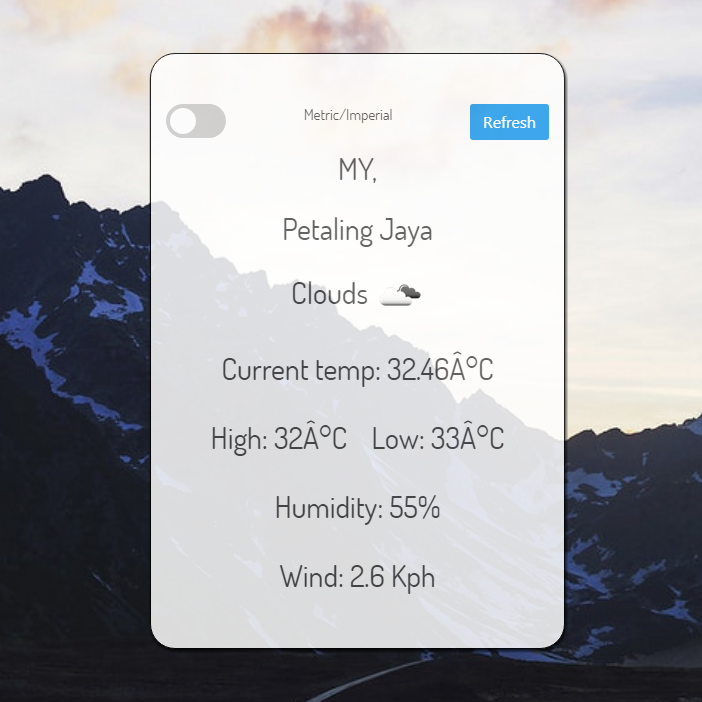 Metric/Imperial
Refresh
MY,
Petaling Jaya
Clouds
Current temp: 32.46Â°C
High: 32Â°C Low: 33Â°C
Humidity: 55%
Wind: 2.6 Kph